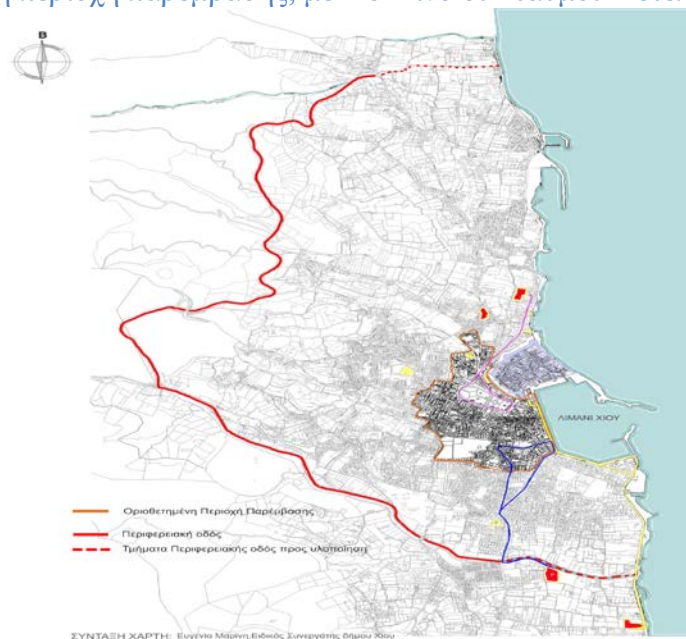 Β
ΛΙΜΑΝΙ ΧΙΟΥ
Οριοθετημένη Περιοχή Παρέμβασης
Περιφερειακή οδός
Τμήματα Περιφερειακής οδός προς υλοποίηση
ΣΥΝΤΑΞΗ ΧΑΡΤΗ: Ευγενία Μαρίνη,Ειδικός Συνεργάτης δήμου Χίου